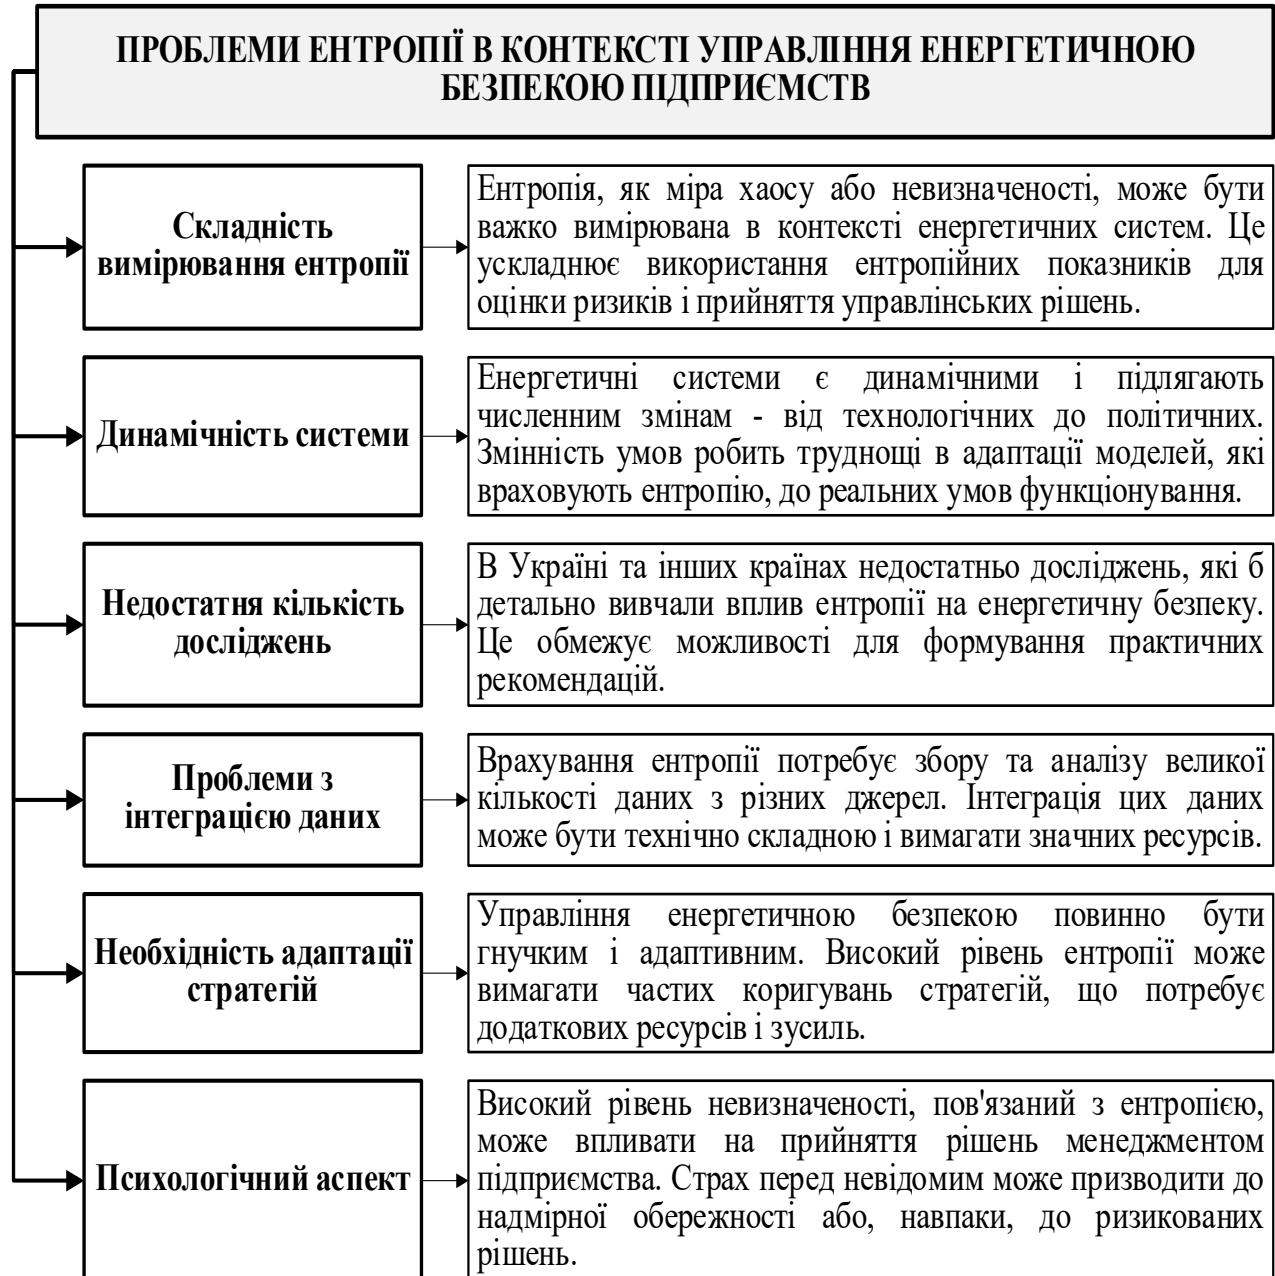 ПРОБЛЕМИ ЕНТРОПІЇ В КОНТЕКСТІ УПРАВЛІННЯ ЕНЕРГЕТИЧНОЮ
БЕЗПЕКОЮ ПІДПРИЄМСТВ
Складність
вимірювання ентропії
Ентропія, як міра хаосу або невизначеності, може бути
важко вимірювана в контексті енергетичних систем. Це
ускладнює використання ентропійних показників для
оцінки ризиків і прийняття управлінських рішень.
Динамічність системи
Енергетичні системи є динамічними і підлягають
численним змінам - від технологічних до політичних.
Змінність умов робить труднощі в адаптації моделей, які
враховують ентропію, до реальних умов функціонування.
Недостатня кількість
досліджень
В Україні та інших країнах недостатньо досліджень, які б
детально вивчали вплив ентропії на енергетичну безпеку.
Це обмежує можливості для формування практичних
рекомендацій.
Проблеми з
інтеграцією даних
Врахування ентропії потребує збору та аналізу великої
кількості даних з різних джерел. Інтеграція цих даних
може бути технічно складною і вимагати значних ресурсів.
Необхідність адаптації
стратегій
Управління енергетичною безпекою повинно бути
гнучким і адаптивним. Високий рівень ентропії може
вимагати частих коригувань стратегій, що потребує
додаткових ресурсів і зусиль.
Психологічний аспект
Високий рівень невизначеності, пов'язаний з ентропією,
може впливати на прийняття рішень менеджментом
підприємства. Страх перед невідомим може призводити до
надмірної обережності або, навпаки, до ризикованих
рішень.